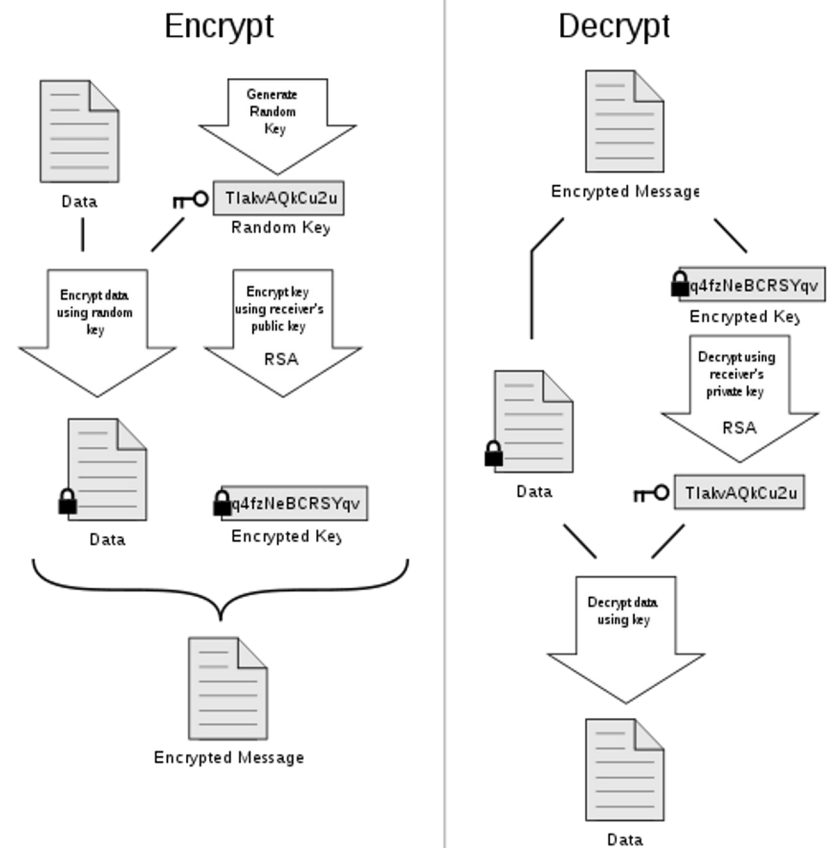 Encrypt
Generate
Random
Key
Data
TIakvAQkCu2u
Random Key
Encrypt data
using random
key
Encrypt key
using receiver's
public key
RSA
Data
q4fzNeBCRSYqv
Encrypted Key
Encrypted Message
Decrypt
Encrypted Message
q4fzNeBCRSYqv
Encrypted Key
Decrypt using
receiver's
private key
RSA
Data
TIakvAQkCu2u
Decrypt data
using key
Data